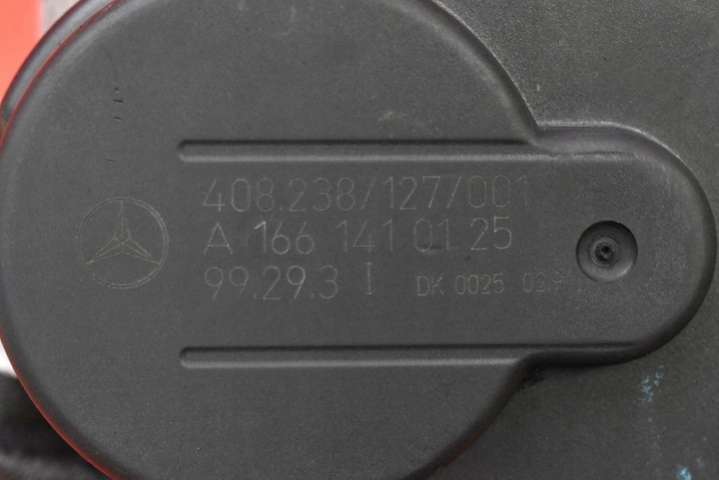 408.238/127/001
A 166 141 01 25
99.29.3 I DK 0025